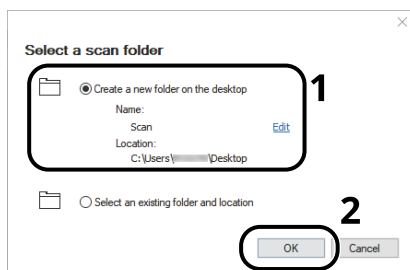 Select a scan folder
Create a new folder on the desktop
1
Name:
Scan
Edit
Location:
C:\Users\ \Desktop
Select an existing folder and location
2
OK
Cancel